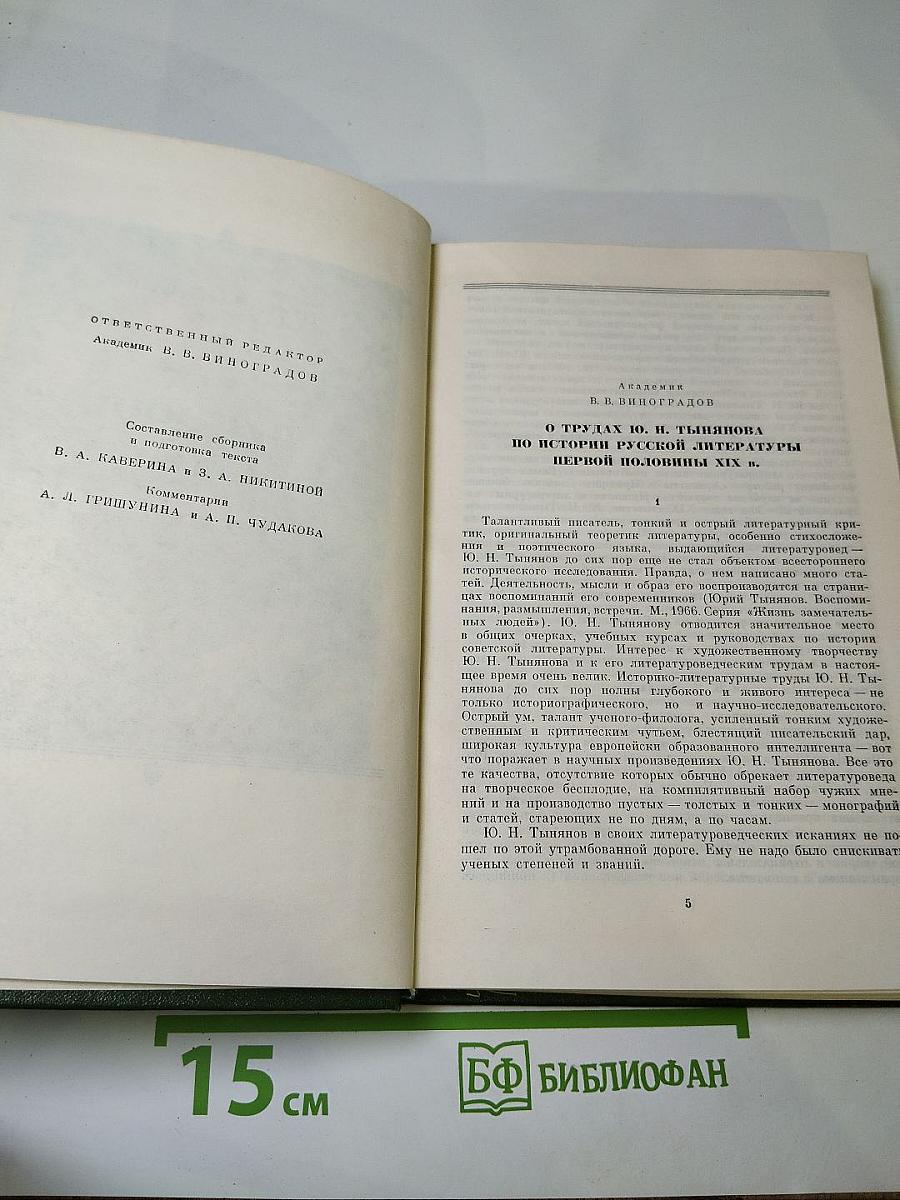 ОТВЕТСТВЕННЫЙ РЕДАКТОР
Академик В. В. ВИНОГРАДОВ
Составление сборника
и подготовка текста
В. А. КАВЕРИНА и З. А. НИКИТИНОЙ
Комментарии
А. Л. ГРИШУНИНА и А. П. ЧУДАКОВА
Академик
В. В. ВИНОГРАДОВ
О ТРУДАХ Ю. Н. ТЫНЯНОВА
ПО ИСТОРИИ РУССКОЙ ЛИТЕРАТУРЫ
ПЕРВОЙ ПОЛОВИНЫ XIX в.
1
Талантливый писатель, тонкий и острый литературный кри-
тик, оригинальный теоретик литературы, особенно стихосложе-
ния и поэтического языка, выдающийся литературовед —
Ю. Н. Тынянов до сих пор еще не стал объектом всестороннего
исторического исследования. Правда, о нем написано много ста-
тей. Деятельность, мысли и образ его воспроизводятся на страни-
цах воспоминаний его современников (Юрий Тынянов. Воспоми-
нания, размышления, встречи. М., 1966. Серия «Жизнь замечатель-
ных людей»). Ю. Н. Тынянову отводится значительное место
в общих очерках, учебных курсах и руководствах по истории
советской литературы. Интерес к художественному творчеству
Ю. Н. Тынянова и к его литературоведческим трудам в настоя-
щее время очень велик. Историко-литературные труды Ю. Н. Ты-
нянова до сих пор полны глубокого и живого интереса — не
только историографического, но и научно-исследовательского.
Острый ум, талант ученого-филолога, усиленный тонким художе-
ственным и критическим чутьем, блестящий писательский дар,
широкая культура европейски образованного интеллигента — вот
что поражает в научных произведениях Ю. Н. Тынянова. Все это
те качества, отсутствие которых обычно обрекает литературоведа
на творческое бесплодие, на компилятивный набор чужих мне-
ний и на производство пустых — толстых и тонких — монографий
и статей, стареющих не по дням, а по часам.
Ю. Н. Тынянов в своих литературоведческих исканиях не по
шел по этой утрамбованной дороге. Ему не надо было снискиват
ученых степеней и званий.
5
15 см
БФ БИБЛИОФАН